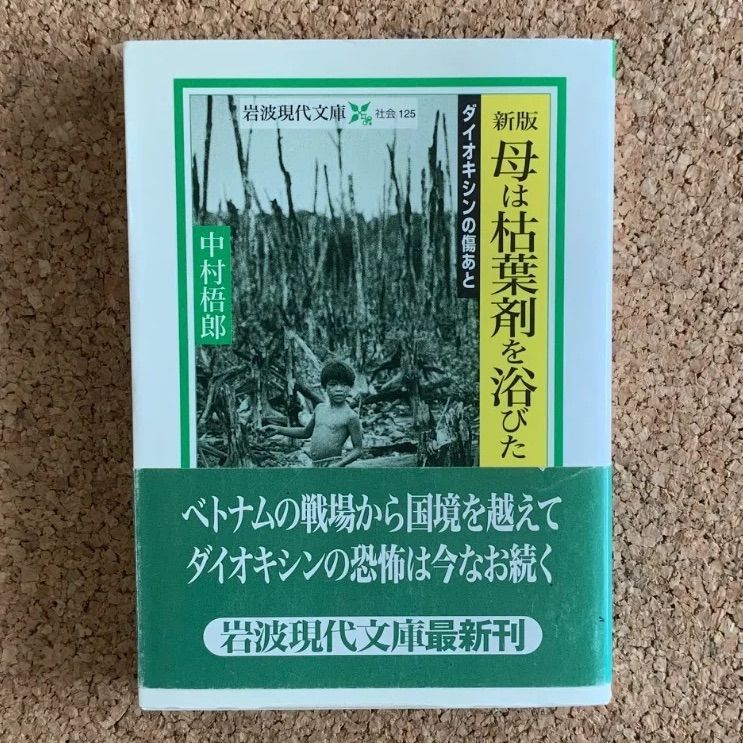 岩波現代文庫 社会 125
新版 母は枯葉剤を浴びた
ダイオキシンの傷あと
中村梧郎
ベトナムの戦場から国境を越えて
ダイオキシンの恐怖は今なお続く
岩波現代文庫最新刊